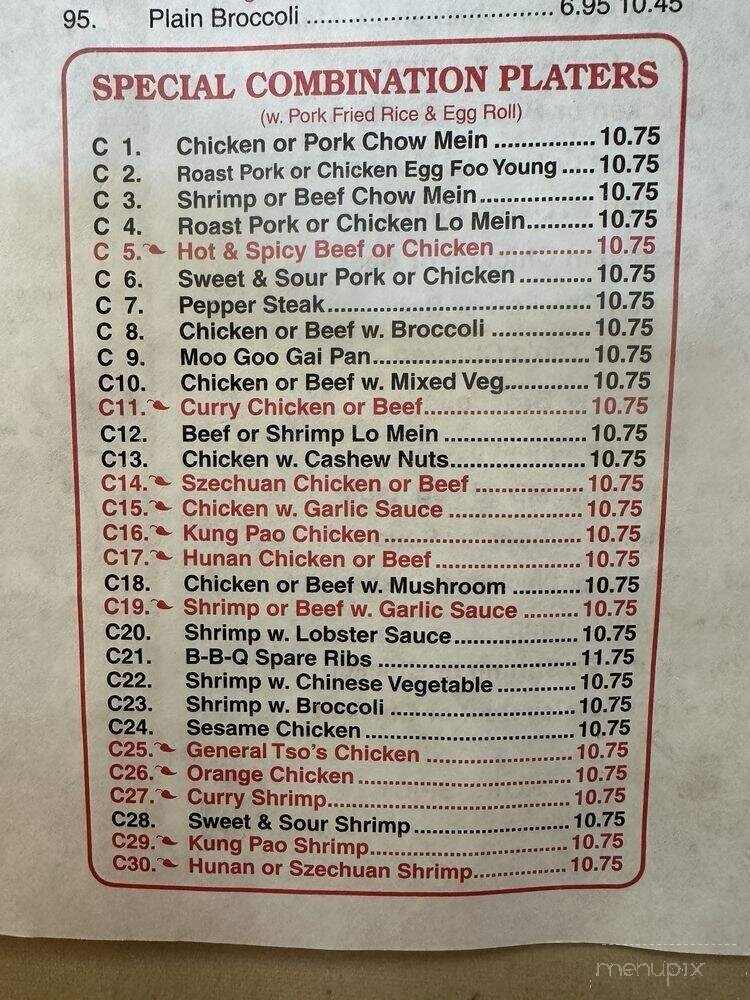 95. Plain Broccoli ................................ 6.95 10.45
SPECIAL COMBINATION PLATERS
(w. Pork Fried Rice & Egg Roll)
C 1. Chicken or Pork Chow Mein ............... 10.75
C 2. Roast Pork or Chicken Egg Foo Young ..... 10.75
C 3. Shrimp or Beef Chow Mein................. 10.75
C 4. Roast Pork or Chicken Lo Mein.......... 10.75
C 5. Hot & Spicy Beef or Chicken .............. 10.75
C 6. Sweet & Sour Pork or Chicken ........... 10.75
C 7. Pepper Steak....................................... 10.75
C 8. Chicken or Beef w. Broccoli ............... 10.75
C 9. Moo Goo Gai Pan................................ 10.75
C10. Chicken or Beef w. Mixed Veg............ 10.75
C11. Curry Chicken or Beef........................ 10.75
C12. Beef or Shrimp Lo Mein ..................... 10.75
C13. Chicken w. Cashew Nuts.................... 10.75
C14. Szechuan Chicken or Beef ................ 10.75
C15. Chicken w. Garlic Sauce .................... 10.75
C16. Kung Pao Chicken .............................. 10.75
C17. Hunan Chicken or Beef...................... 10.75
C18. Chicken or Beef w. Mushroom ........... 10.75
C19. Shrimp or Beef w. Garlic Sauce ........ 10.75
C20. Shrimp w. Lobster Sauce................... 10.75
C21. B-B-Q Spare Ribs ............................... 11.75
C22. Shrimp w. Chinese Vegetable ............ 10.75
C23. Shrimp w. Broccoli ............................. 10.75
C24. Sesame Chicken ................................ 10.75
C25. General Tso's Chicken ...................... 10.75
C26. Orange Chicken ................................. 10.75
C27. Curry Shrimp...................................... 10.75
C28. Sweet & Sour Shrimp......................... 10.75
C29. Kung Pao Shrimp............................... 10.75
C30. Hunan or Szechuan Shrimp.............. 10.75
menupix